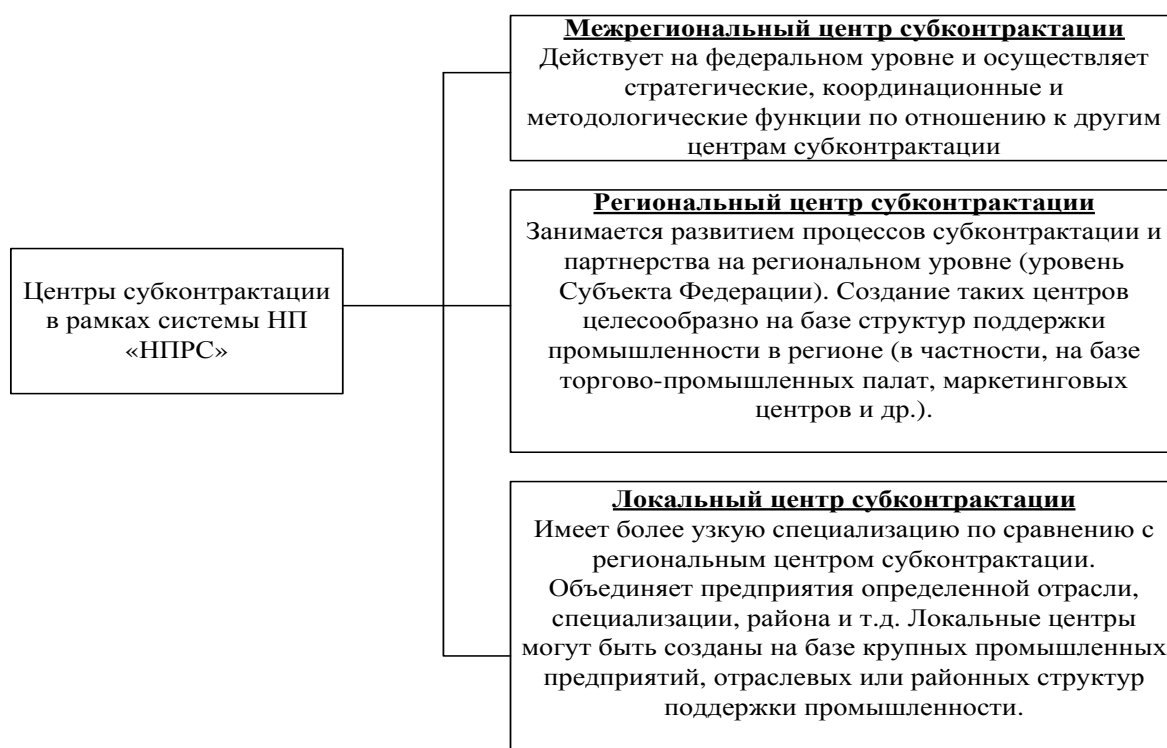 Центры субконтрактации
в рамках системы НП
«НПРС»
Межрегиональный центр субконтрактации
Действует на федеральном уровне и осуществляет
стратегические, координационные и
методологические функции по отношению к другим
центрам субконтрактации
Региональный центр субконтрактации
Занимается развитием процессов субконтрактации и
партнерства на региональном уровне (уровень
Субъекта Федерации). Создание таких центров
целесообразно на базе структур поддержки
промышленности в регионе (в частности, на базе
торгово-промышленных палат, маркетинговых
центров и др.).
Локальный центр субконтрактации
Имеет более узкую специализацию по сравнению с
региональным центром субконтрактации.
Объединяет предприятия определенной отрасли,
специализации, района и т.д. Локальные центры
могут быть созданы на базе крупных промышленных
предприятий, отраслевых или районных структур
поддержки промышленности.